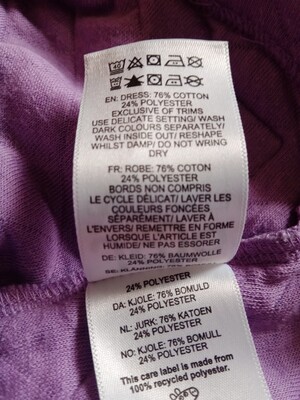 40
EN: DRESS: 76% COTTON
24% POLYESTER
EXCLUSIVE OF TRIMS
USE DELICATE SETTING/ WASH
DARK COLOURS SEPARATELY/
WASH INSIDE OUT/ RESHAPE
WHILST DAMP/ DO NOT WRING
DRY
FR: ROBE: 76% COTON
24% POLYESTER
BORDS NON COMPRIS
LE CYCLE DÉLICAT/ LAVER LES
COULEURS FONCÉES
SÉPARÉMENT/ LAVER À
L'ENVERS/ REMETTRE EN FORME
LORSQUE L'ARTICLE EST
HUMIDE/ NE PAS ESSORER
DE: KLEID: 76% BAUMWOLLE
24% POLYESTER
24% POLYESTER
DA: KJOLE: 76% BOMULD
24% POLYESTER
NL: JURK: 76% KATOEN
24% POLYESTER
NO: KJOLE: 76% BOMULL
24% POLYESTER
This care label is made from
100% recycled polyester.